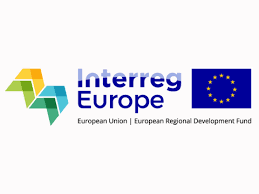 Interreg
Europe
European Union | European Regional Development Fund